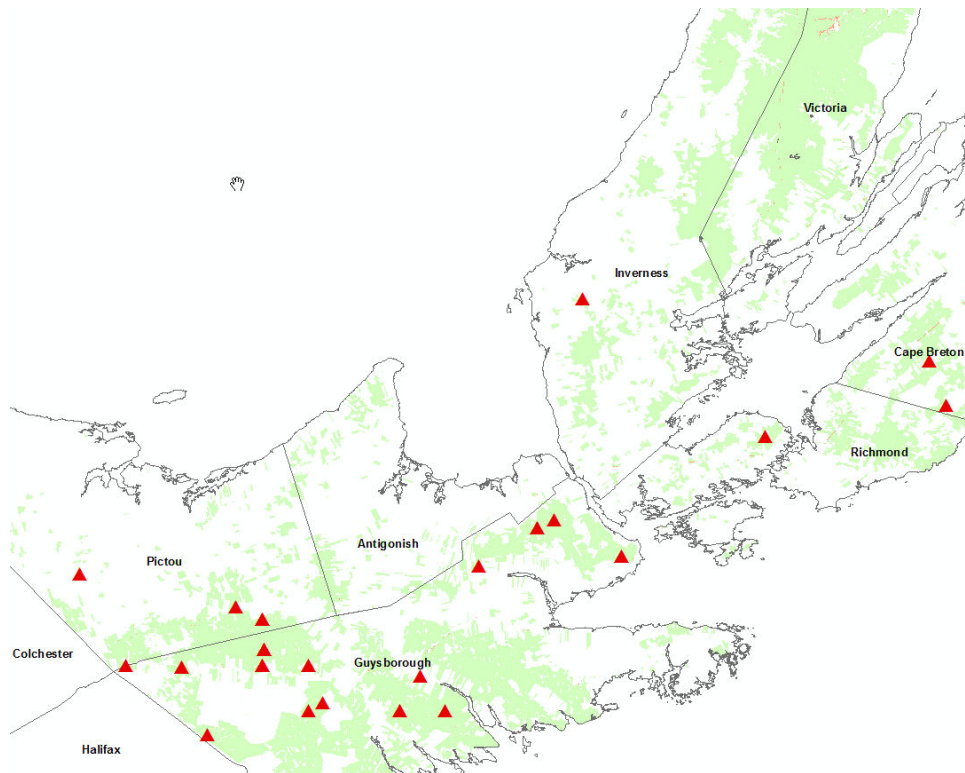 Victoria
Inverness
Cape Breton
Richmond
Antigonish
Pictou
Colchester
Guysborough
Halifax